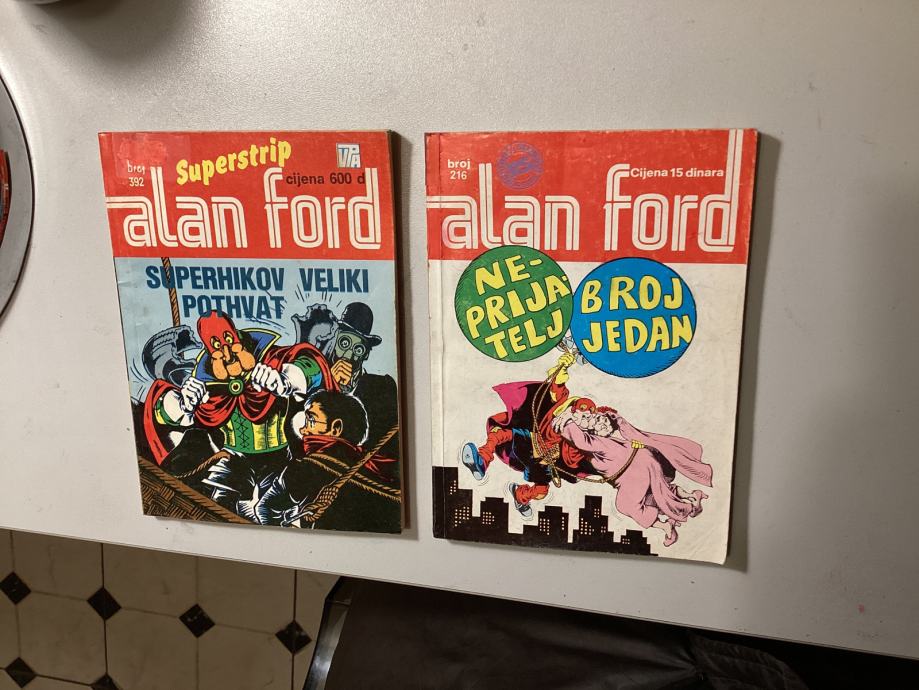 broj
392
Superstrip
VPA
cijena 600 d
alan ford
SUPERHIKOV VELIKI
POTHVAT
broj
216
Cijena 15 dinara
alan ford
NE-
PRIJA-
TELJ
BROJ
JEDAN